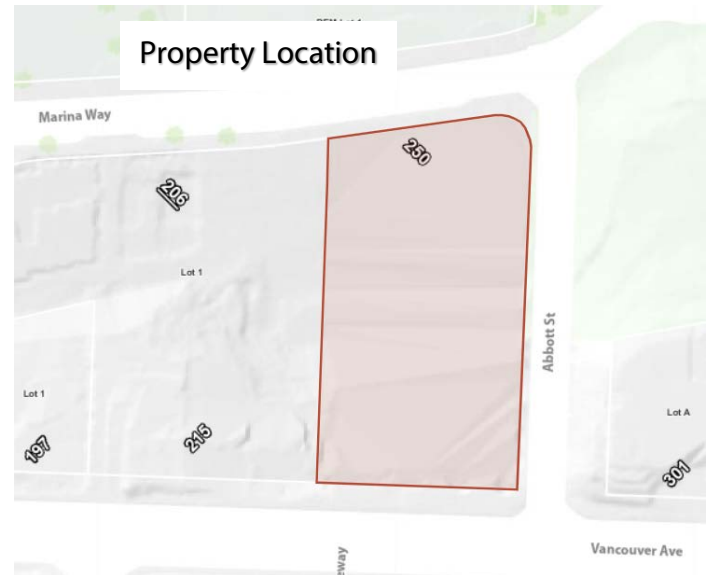 Property Location
Marina Way
250
206
Lot 1
Abbott St
Lot 1
Lot A
197
215
301
Vancouver Ave